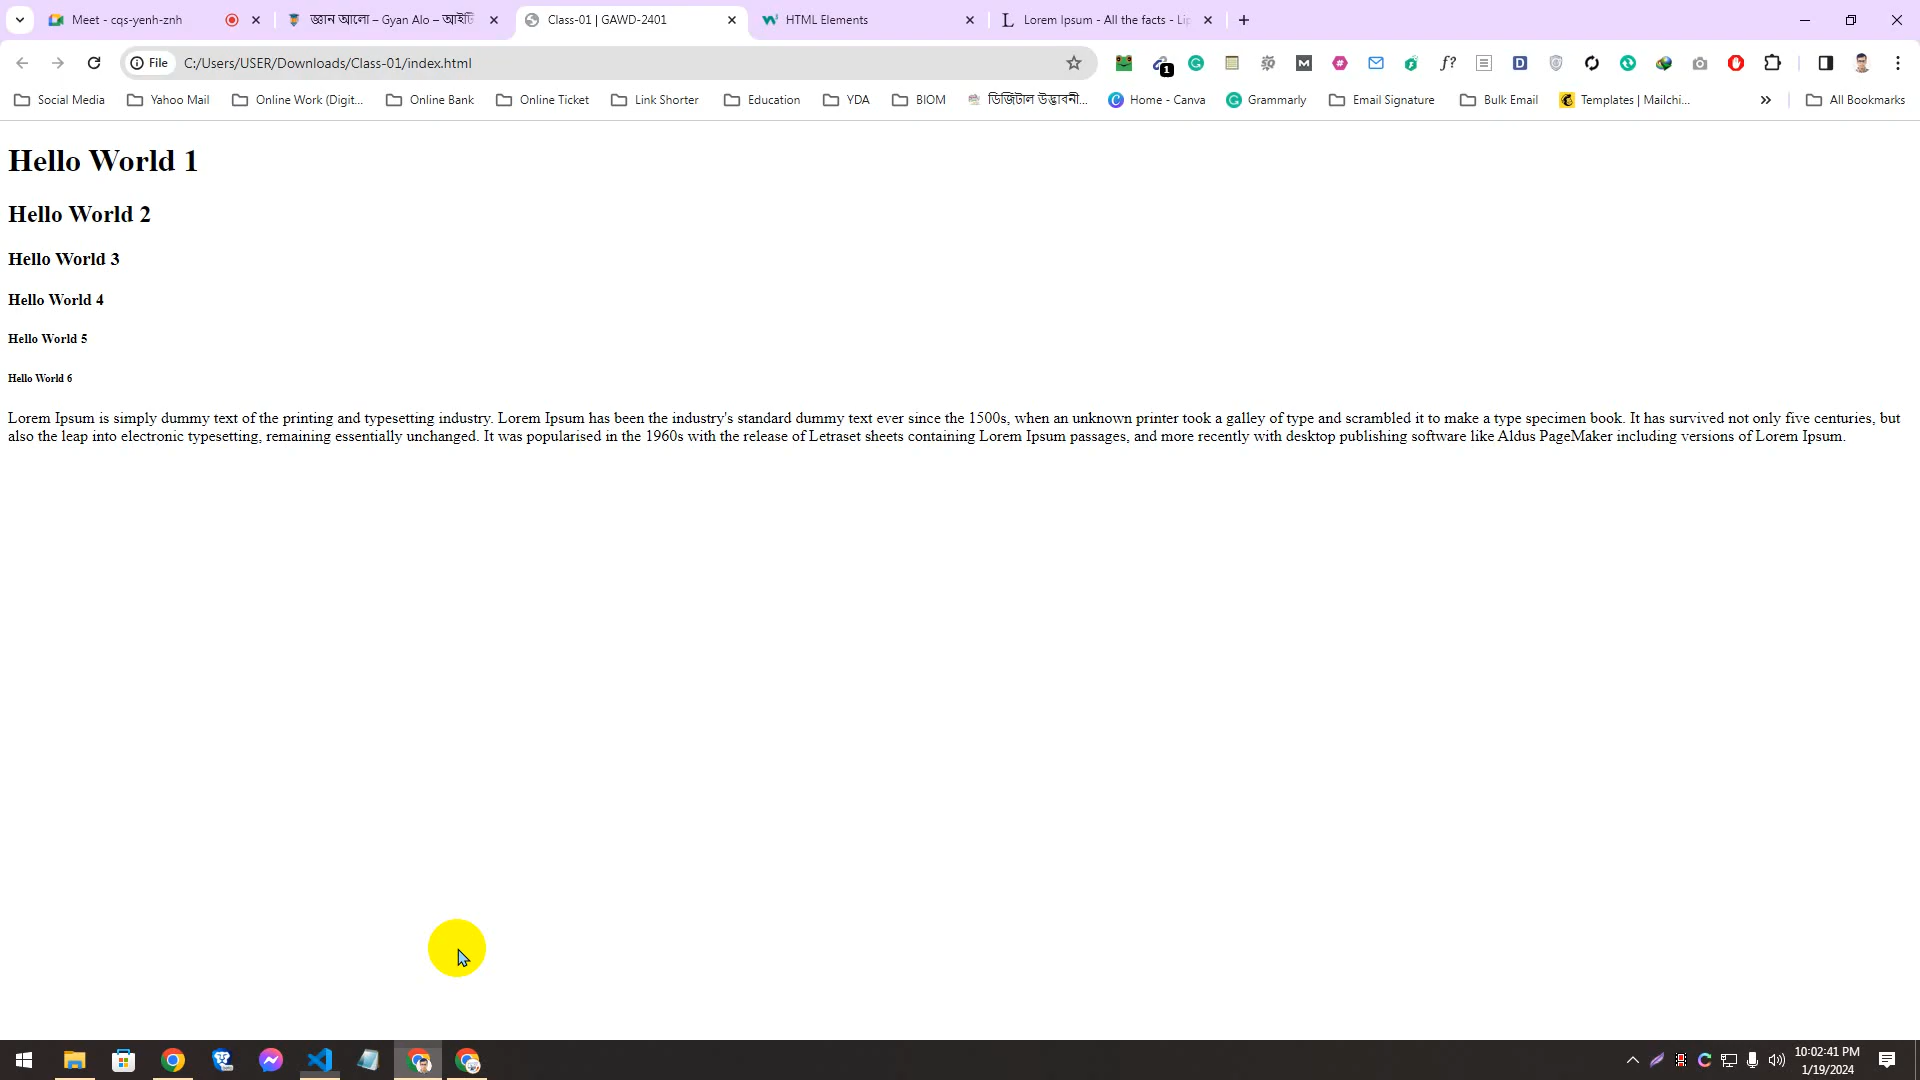 Meet - cqs-yenh-znh
জ্ঞান আলো – Gyan Alo – আইটি
Class-01 | GAWD-2401
HTML Elements
Lorem Ipsum - All the facts - Lip
File
C:/Users/USER/Downloads/Class-01/index.html
1
Social Media
Yahoo Mail
Online Work (Digit...
Online Bank
Online Ticket
Link Shorter
Education
YDA
BIOM
ডিজিটাল উদ্ভাবনী...
Home - Canva
Grammarly
Email Signature
Bulk Email
Templates | Mailchi...
All Bookmarks
Hello World 1
Hello World 2
Hello World 3
Hello World 4
Hello World 5
Hello World 6
Lorem Ipsum is simply dummy text of the printing and typesetting industry. Lorem Ipsum has been the industry's standard dummy text ever since the 1500s, when an unknown printer took a galley of type and scrambled it to make a type specimen book. It has survived not only five centuries, but
also the leap into electronic typesetting, remaining essentially unchanged. It was popularised in the 1960s with the release of Letraset sheets containing Lorem Ipsum passages, and more recently with desktop publishing software like Aldus PageMaker including versions of Lorem Ipsum.
10:02:41 PM
1/19/2024